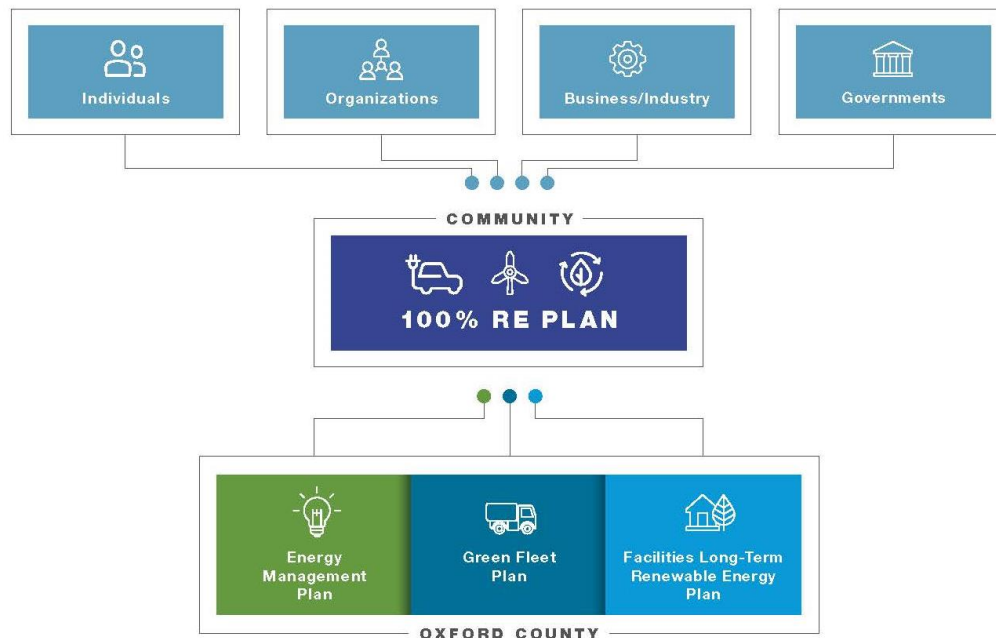 Individuals
Organizations
Business/Industry
Governments
COMMUNITY
100% RE PLAN
Energy
Management
Plan
Green Fleet
Plan
Facilities Long-Term
Renewable Energy
Plan
OXFORD COUNTY